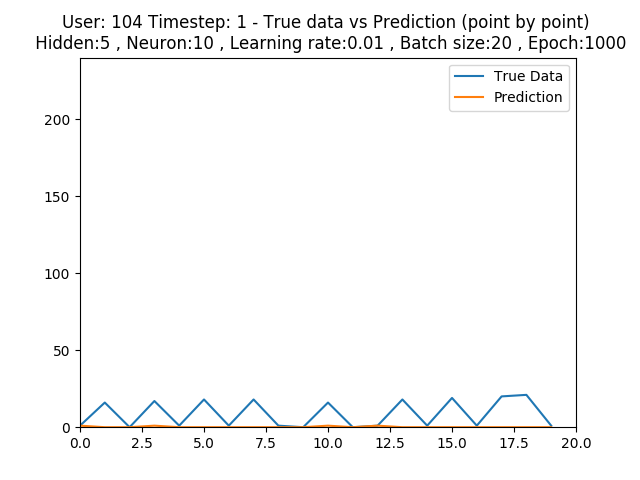 User: 104 Timestep: 1 - True data vs Prediction (point by point)
Hidden:5 , Neuron:10 , Learning rate:0.01 , Batch size:20 , Epoch:1000
True Data
Prediction
200
150
100
50
0
0.0 2.5 5.0 7.5 10.0 12.5 15.0 17.5 20.0